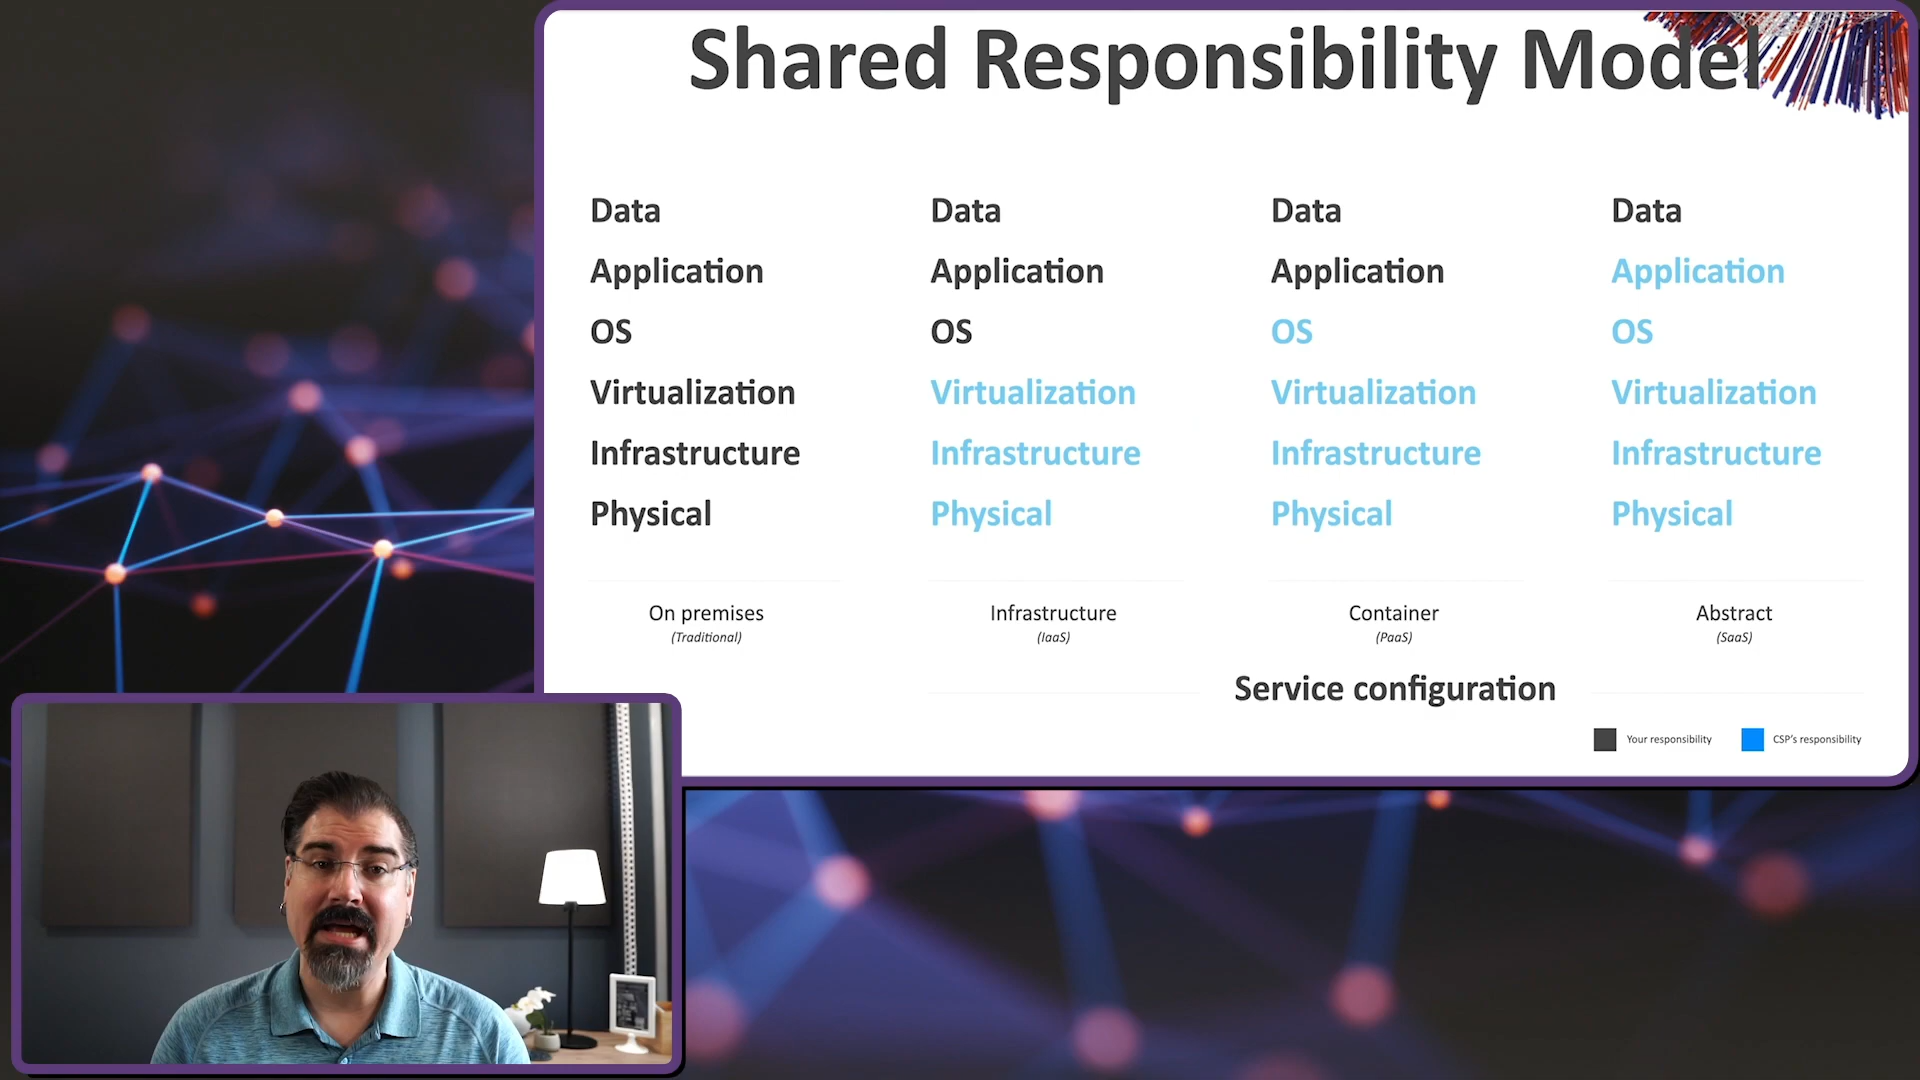 Shared Responsibility Model
Data
Application
OS
Virtualization
Infrastructure
Physical
On premises
(Traditional)
Data
Application
OS
Virtualization
Infrastructure
Physical
Infrastructure
(IaaS)
Data
Application
OS
Virtualization
Infrastructure
Physical
Container
(PaaS)
Data
Application
OS
Virtualization
Infrastructure
Physical
Abstract
(SaaS)
Service configuration
Your responsibility
CSP's responsibility